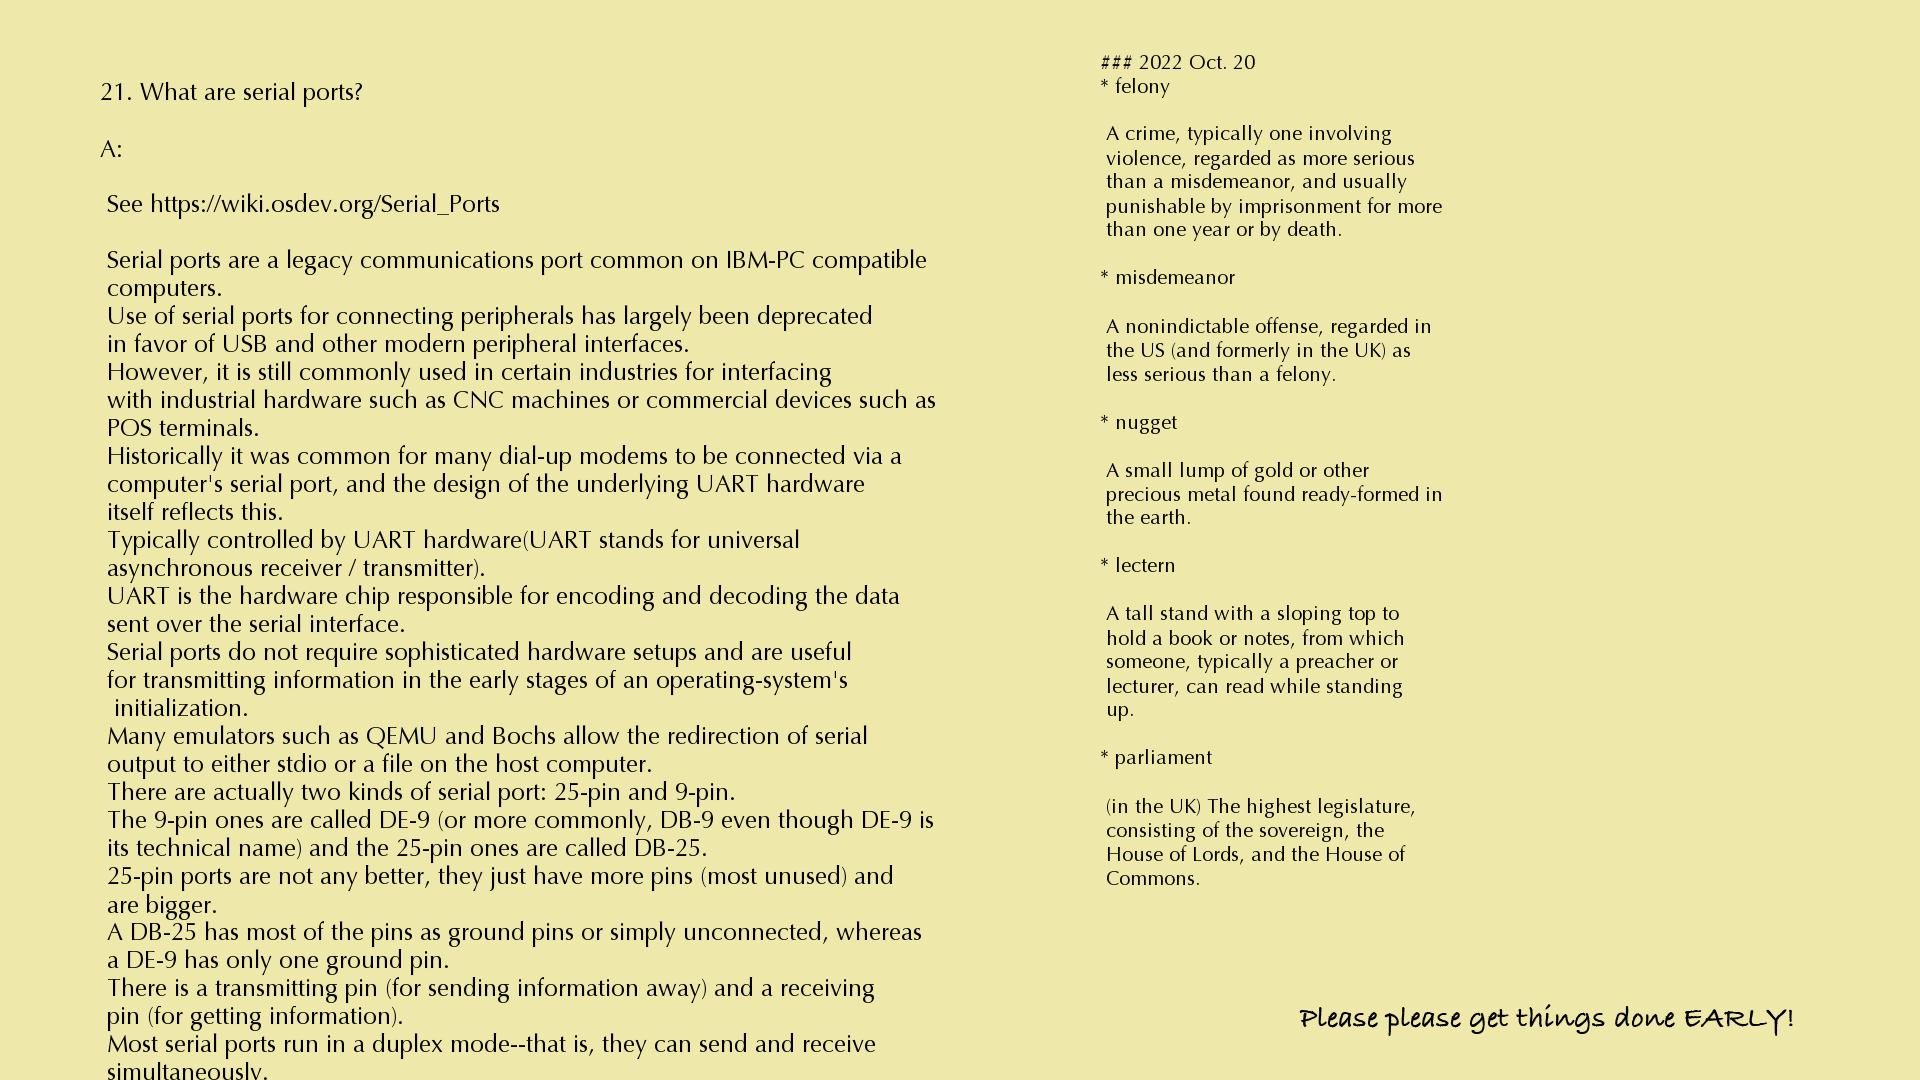 21. What are serial ports?
A:
See https://wiki.osdev.org/Serial_Ports
Serial ports are a legacy communications port common on IBM-PC compatible
computers.
Use of serial ports for connecting peripherals has largely been deprecated
in favor of USB and other modern peripheral interfaces.
However, it is still commonly used in certain industries for interfacing
with industrial hardware such as CNC machines or commercial devices such as
POS terminals.
Historically it was common for many dial-up modems to be connected via a
computer's serial port, and the design of the underlying UART hardware
itself reflects this.
Typically controlled by UART hardware(UART stands for universal
asynchronous receiver / transmitter).
UART is the hardware chip responsible for encoding and decoding the data
sent over the serial interface.
Serial ports do not require sophisticated hardware setups and are useful
for transmitting information in the early stages of an operating-system's
initialization.
Many emulators such as QEMU and Bochs allow the redirection of serial
output to either stdio or a file on the host computer.
There are actually two kinds of serial port: 25-pin and 9-pin.
The 9-pin ones are called DE-9 (or more commonly, DB-9 even though DE-9 is
its technical name) and the 25-pin ones are called DB-25.
25-pin ports are not any better, they just have more pins (most unused) and
are bigger.
A DB-25 has most of the pins as ground pins or simply unconnected, whereas
a DE-9 has only one ground pin.
There is a transmitting pin (for sending information away) and a receiving
pin (for getting information).
Most serial ports run in a duplex mode--that is, they can send and receive
simultaneously.
### 2022 Oct. 20
* felony
A crime, typically one involving
violence, regarded as more serious
than a misdemeanor, and usually
punishable by imprisonment for more
than one year or by death.
* misdemeanor
A nonindictable offense, regarded in
the US (and formerly in the UK) as
less serious than a felony.
* nugget
A small lump of gold or other
precious metal found ready-formed in
the earth.
* lectern
A tall stand with a sloping top to
hold a book or notes, from which
someone, typically a preacher or
lecturer, can read while standing
up.
* parliament
(in the UK) The highest legislature,
consisting of the sovereign, the
House of Lords, and the House of
Commons.
Please please get things done EARLY!